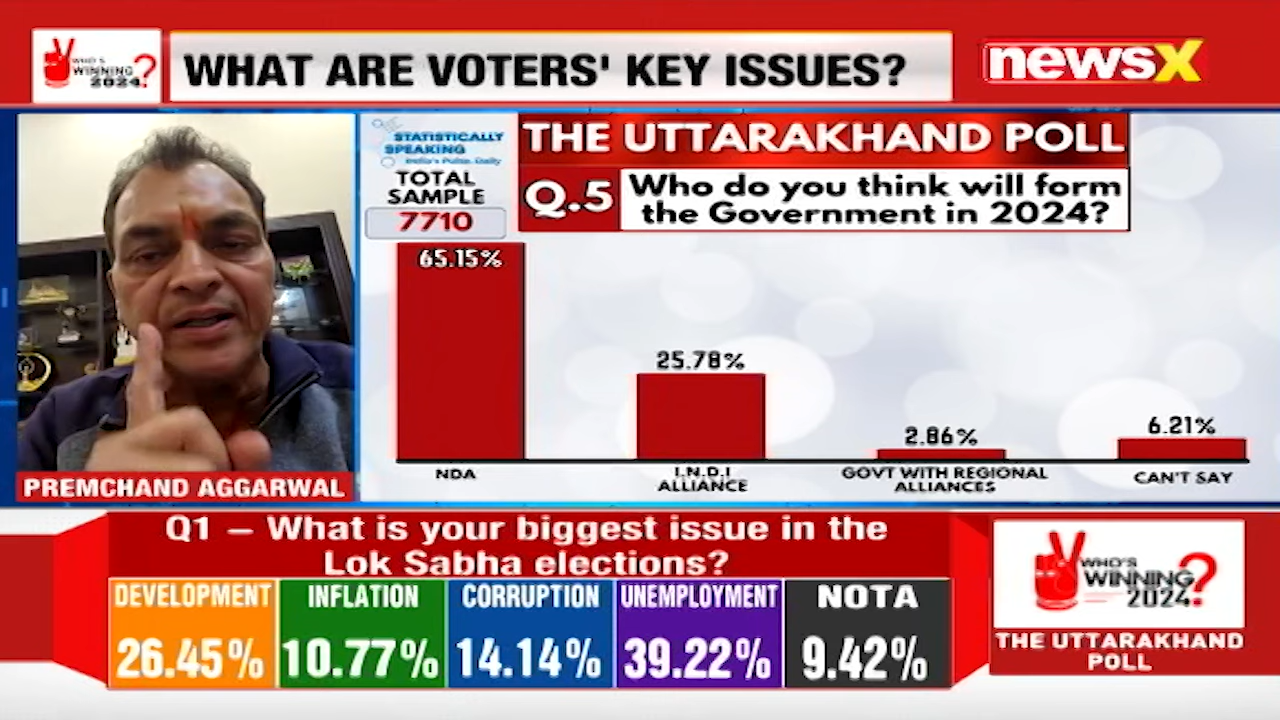 WHO'S
WINNING
2024?
WHAT ARE VOTERS' KEY ISSUES?
newsX
STATISTICALLY
SPEAKING
India's Pulse. Daily
TOTAL
SAMPLE
7710
THE UTTARAKHAND POLL
Q.5
Who do you think will form
the Government in 2024?
65.15%
25.78%
2.86%
6.21%
NDA
I.N.D.I
ALLIANCE
GOVT WITH REGIONAL
ALLIANCES
CAN'T SAY
PREMCHAND AGGARWAL
Q1 – What is your biggest issue in the
Lok Sabha elections?
DEVELOPMENT INFLATION CORRUPTION UNEMPLOYMENT NOTA
26.45% 10.77% 14.14% 39.22% 9.42%
WHO'S
WINNING
2024?
THE UTTARAKHAND
POLL